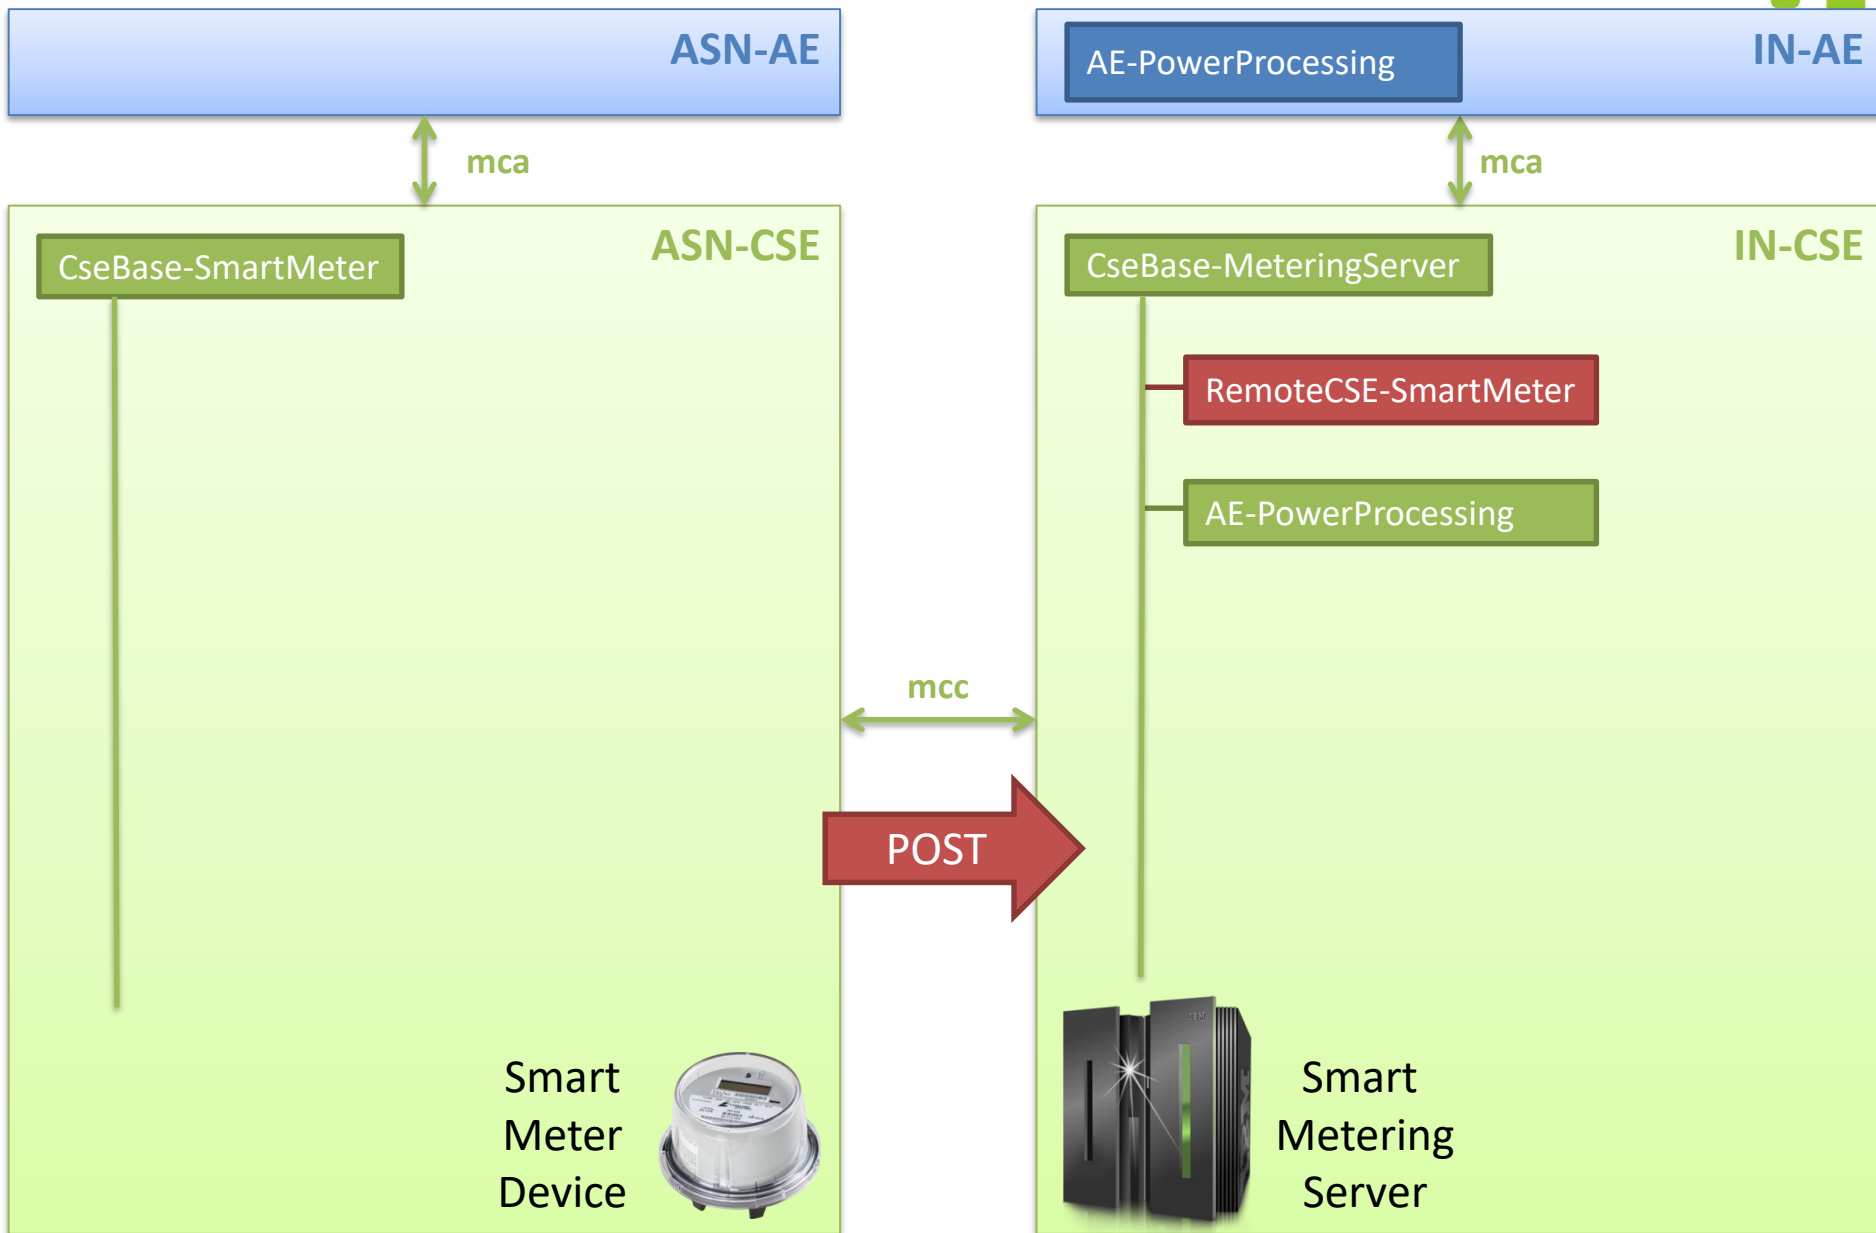 ASN-AE
IN-AE
AE-PowerProcessing
mca
mca
ASN-CSE
CseBase-SmartMeter
IN-CSE
CseBase-MeteringServer
RemoteCSE-SmartMeter
AE-PowerProcessing
mcc
POST
Smart
Meter
Device
Smart
Metering
Server
IBM